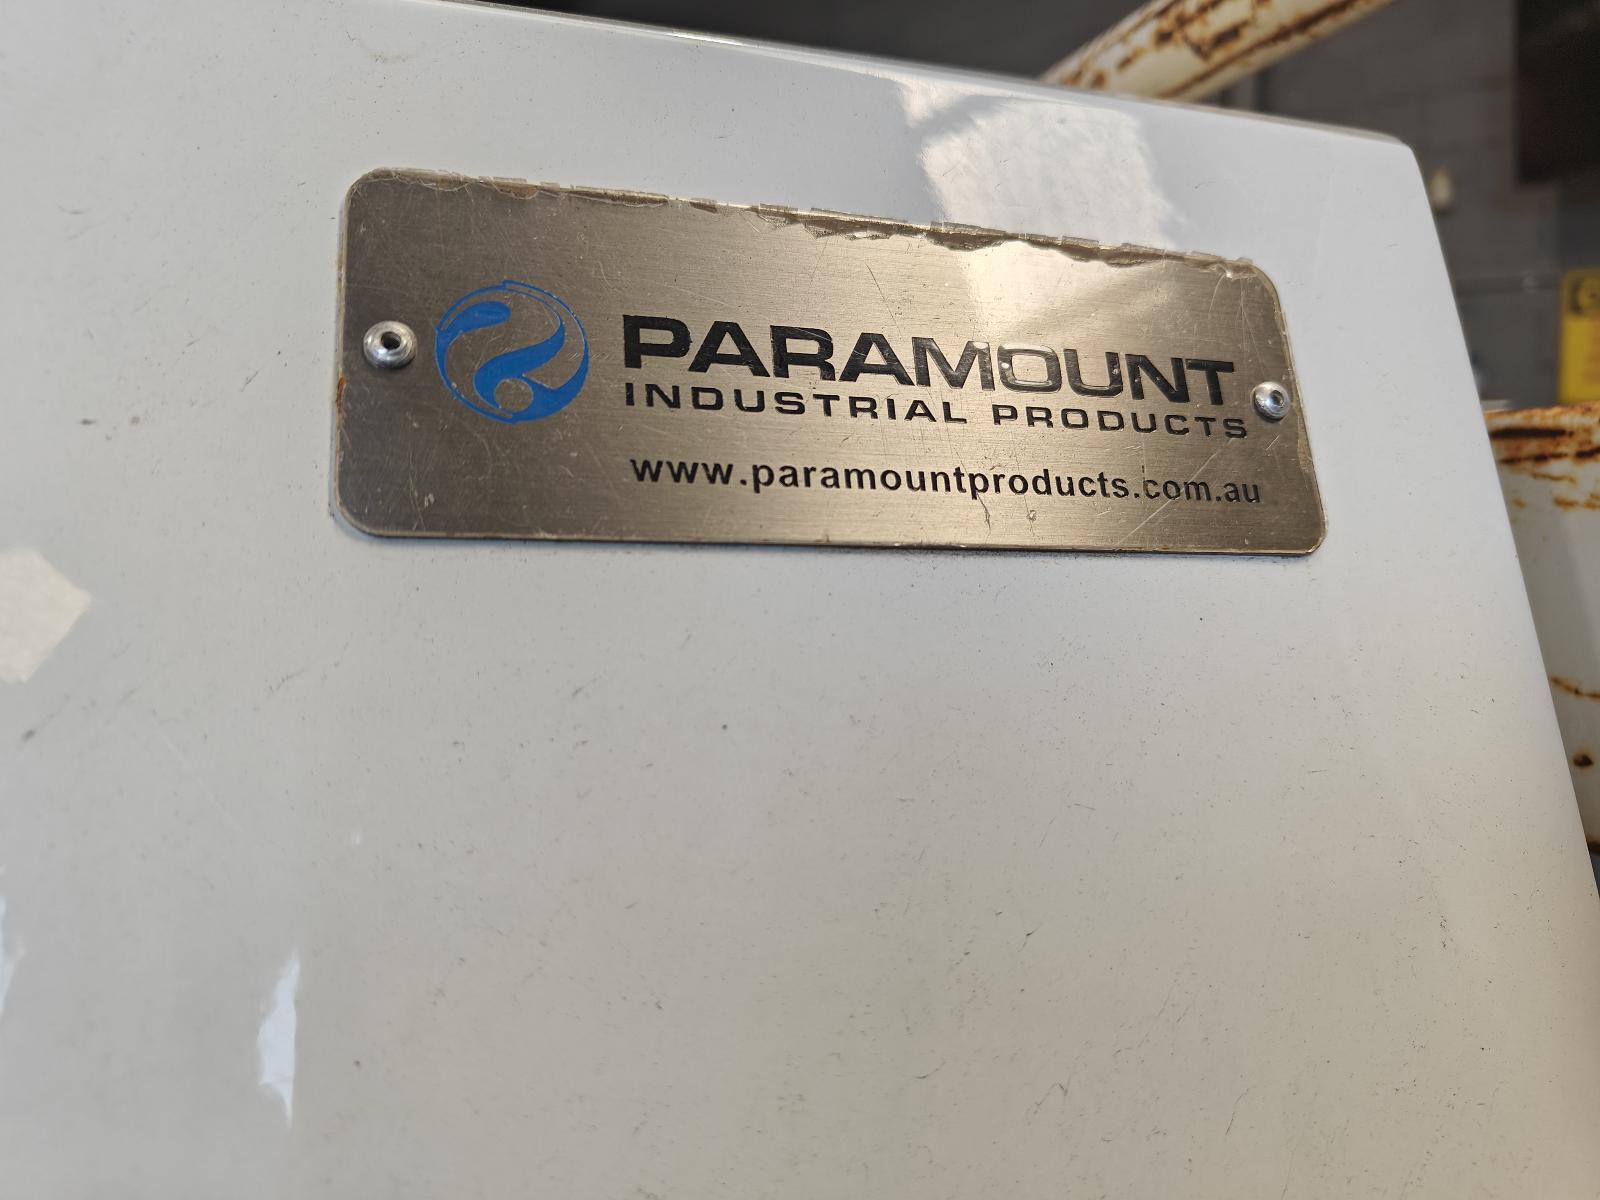 PARAMOUNT
INDUSTRIAL PRODUCTS
www.paramountproducts.com.au